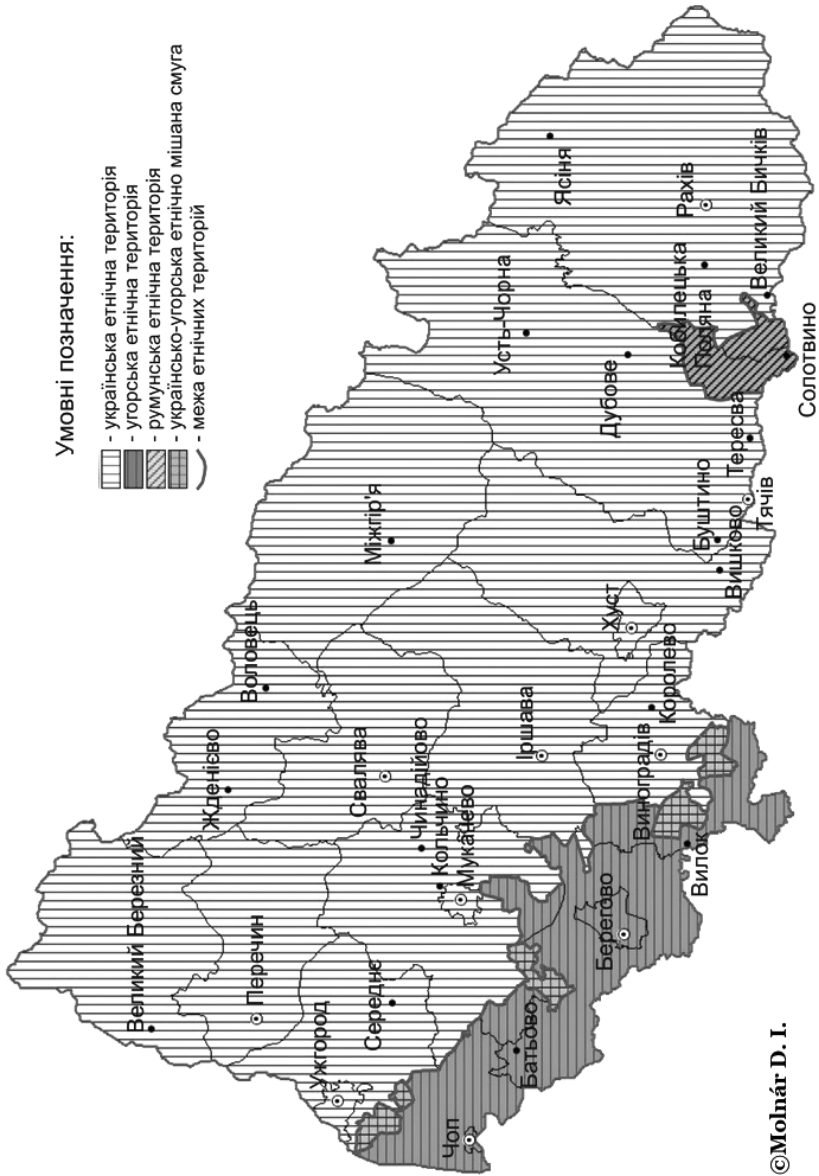 Умовні позначення:
- українська етнічна територія
- угорська етнічна територія
- румунська етнічна територія
- українсько-угорська етнічно мішана смуга
- межа етнічних територій
Великий Березний
Жденієво
Воловець
Перечин
Ужгород
Середнє
Свалява
Чинадійово
Кольчино
Мукачево
Міжгір'я
Іршава
Чоп
Батьово
Берегово
Виноградів
Вилок
Королево
Хуст
Вишково
Буштино
Тячів
Тересва
Усть-Чорна
Дубове
Кобилецька
Поляна
Солотвино
Ясіня
Рахів
Великий Бичків
©Molnár D. I.